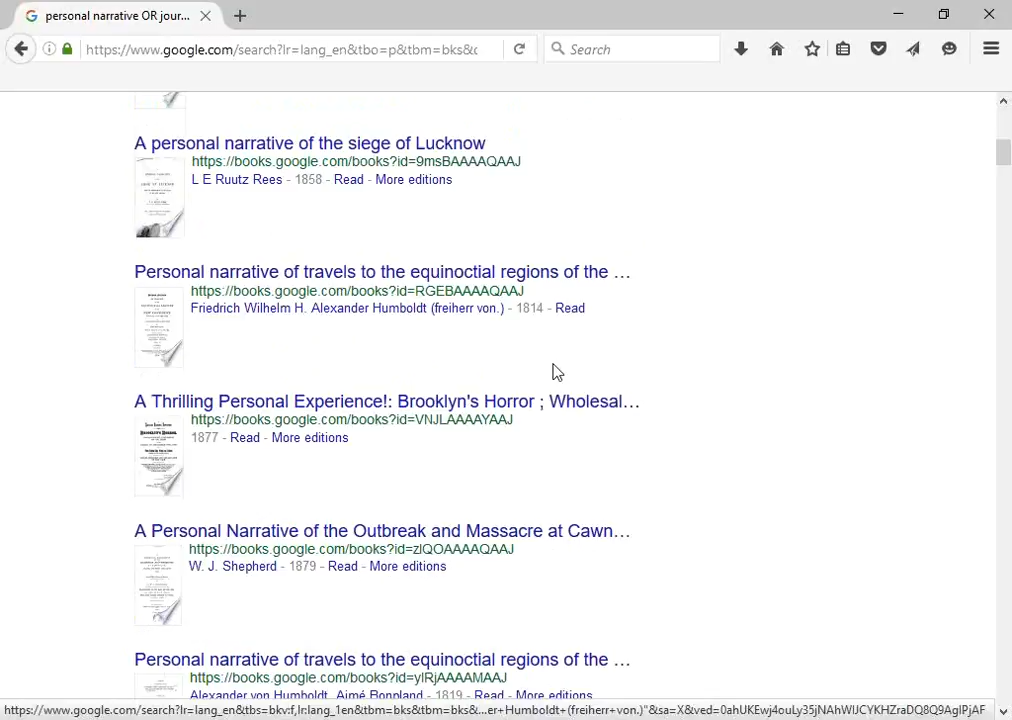 personal narrative OR jour...
https://www.google.com/search?lr=lang_en&tbo=p&tbm=bks&
Search
A personal narrative of the siege of Lucknow
https://books.google.com/books?id=9msBAAAAQAAJ
L E Ruutz Rees - 1858 - Read - More editions
Personal narrative of travels to the equinoctial regions of the ...
https://books.google.com/books?id=RGEBAAAAQAAJ
Friedrich Wilhelm H. Alexander Humboldt (freiherr von.) - 1814 - Read
A Thrilling Personal Experience!: Brooklyn's Horror ; Wholesal...
https://books.google.com/books?id=VNJLAAAAYAAJ
1877 - Read - More editions
A Personal Narrative of the Outbreak and Massacre at Cawn...
https://books.google.com/books?id=zlQOAAAAQAAJ
W. J. Shepherd - 1879 - Read - More editions
Personal narrative of travels to the equinoctial regions of the ...
https://books.google.com/books?id=ylRjAAAAMAAJ
Alexander von Humboldt, Aimé Bonpland - 1819 - Read - More editions
https://www.google.com/search?lr=lang_en&tbs=bkv:f,lr:lang_1en&tbm=bks&tbm=bks&...er+Humboldt+(freiherr+von.)"&sa=X&ved=0ahUKEwj4ouLy35jNAhWIJCYKHZraDQ8Q9AgIPjAF